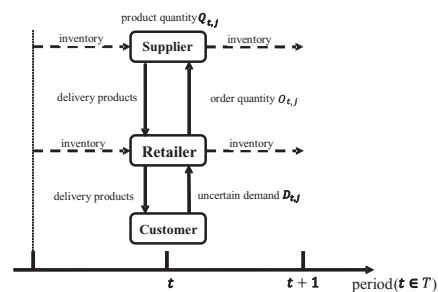 product quantity Q_{t,j}
inventory Supplier inventory
delivery products order quantity O_{t,j}
inventory Retailer inventory
delivery products uncertain demand D_{t,j}
Customer
t t + 1 period(t ∈ T)